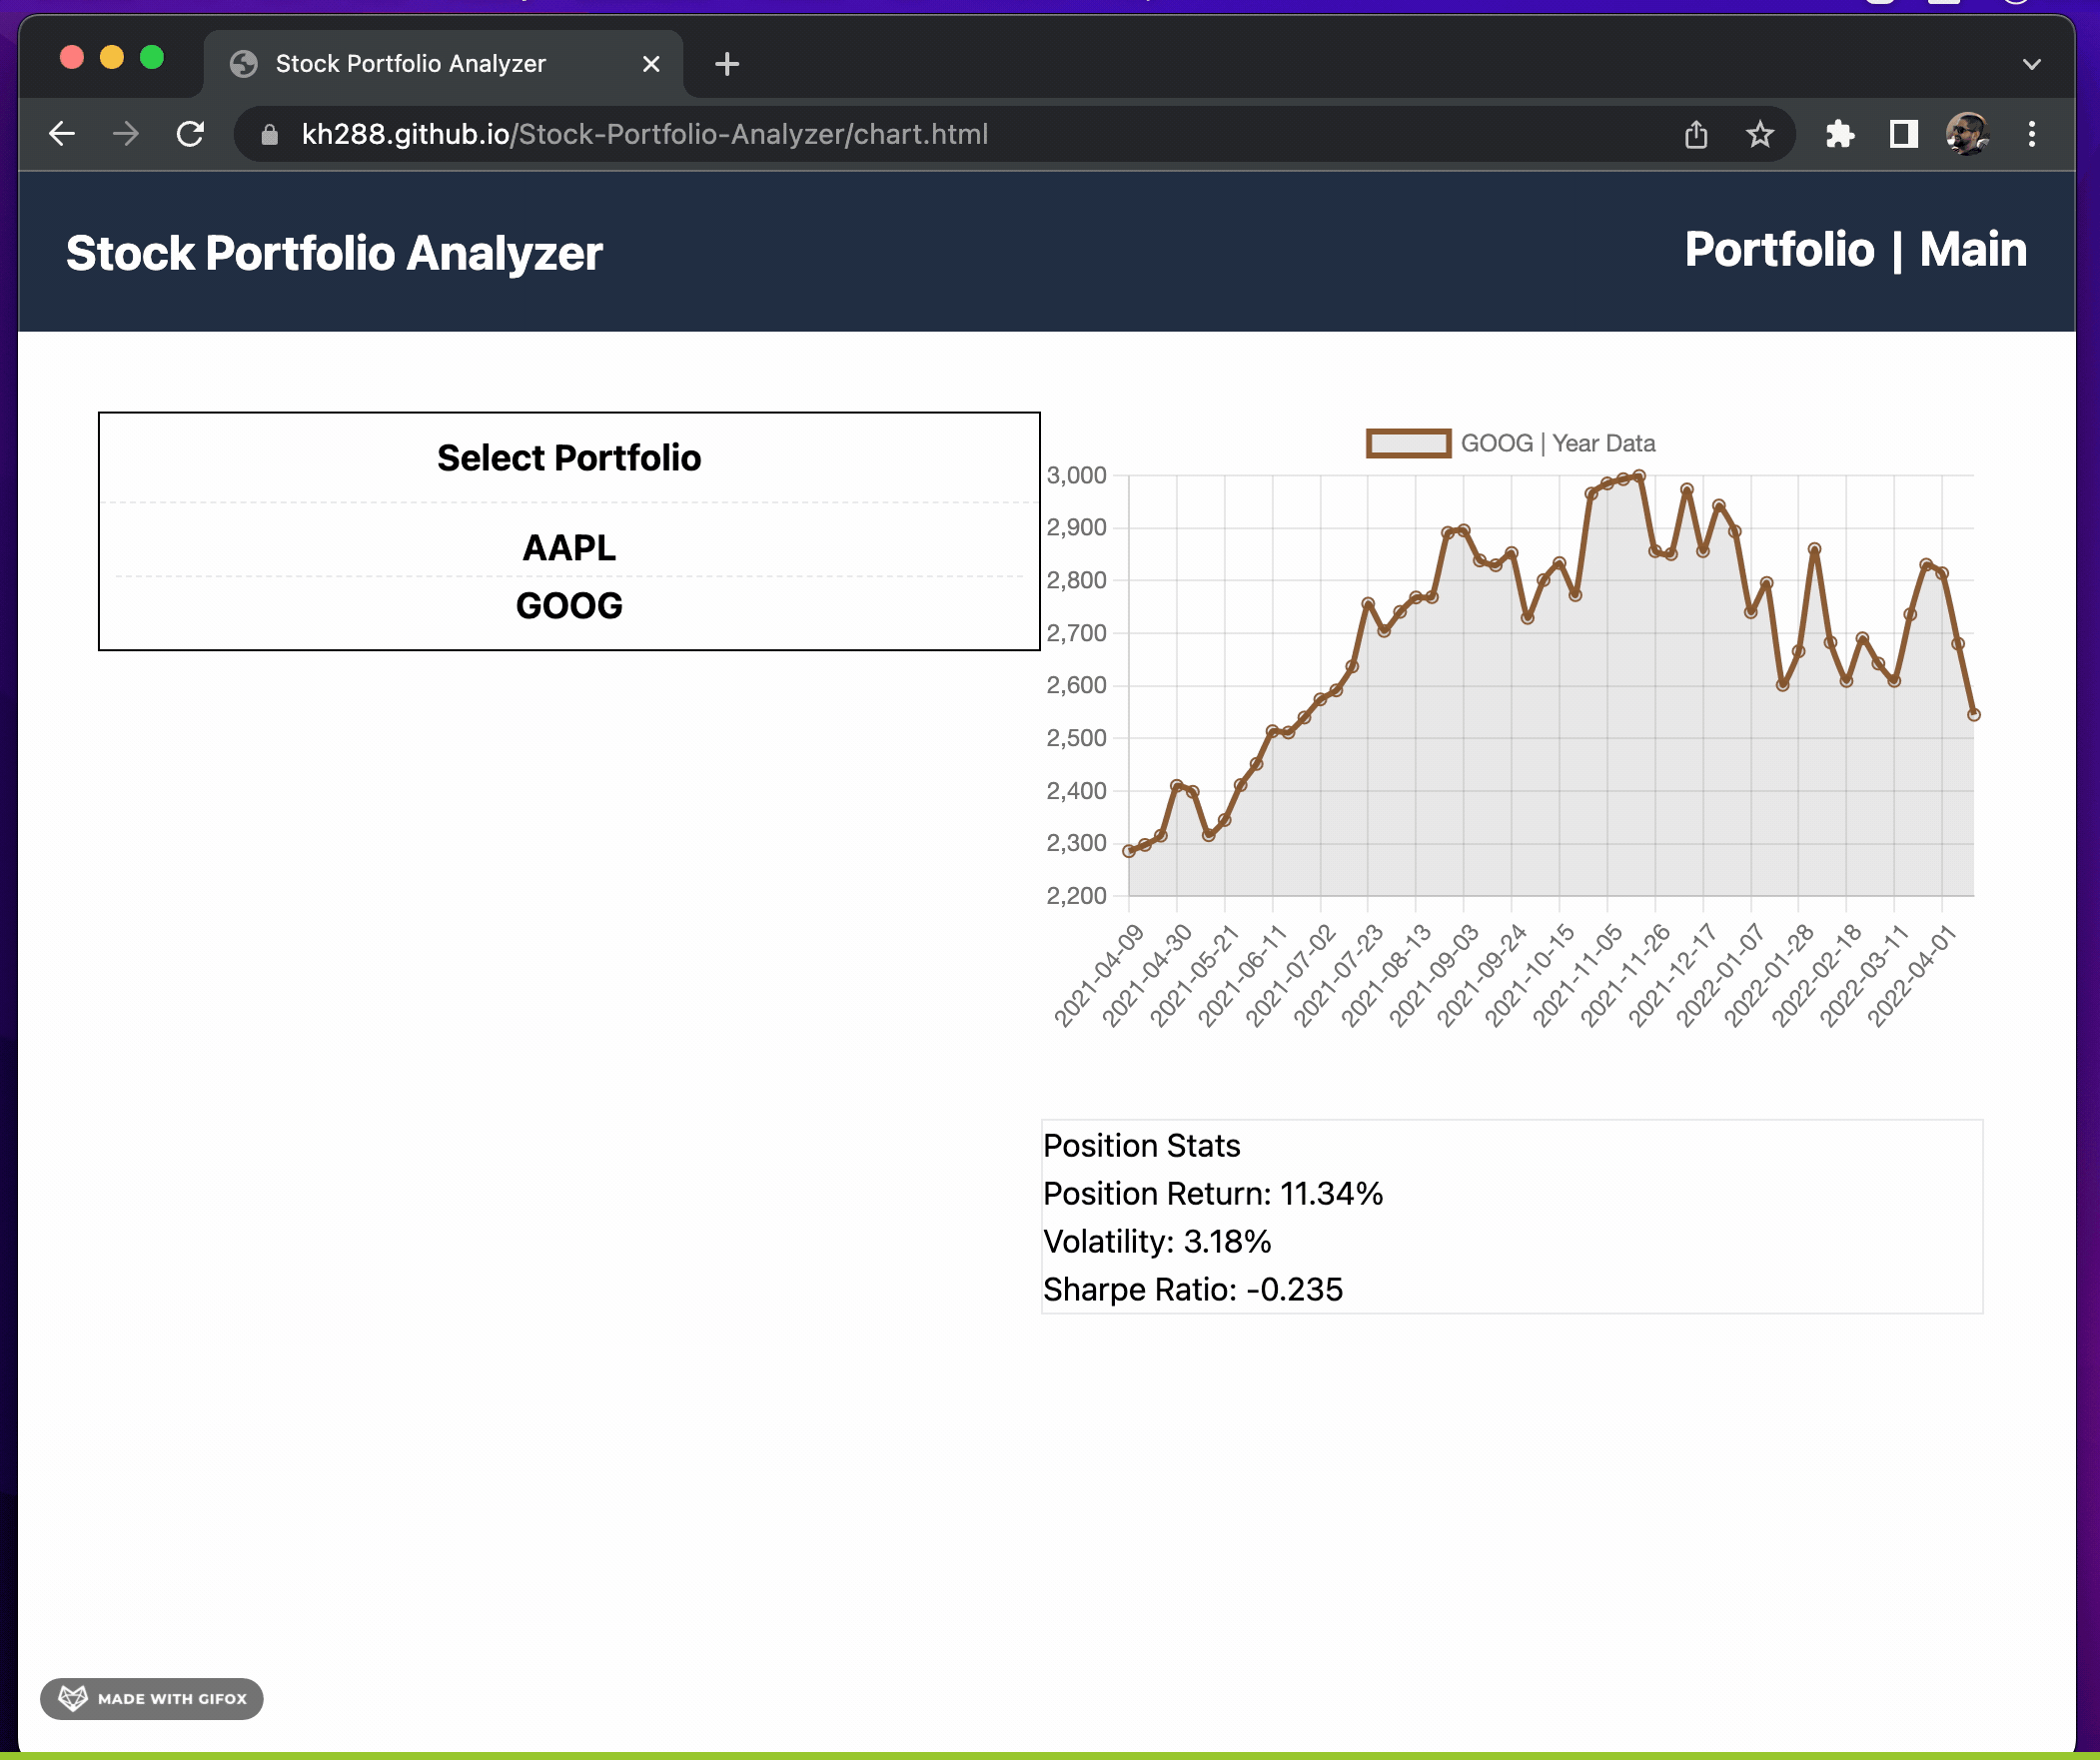 Stock Portfolio Analyzer
kh288.github.io/Stock-Portfolio-Analyzer/chart.html
Stock Portfolio Analyzer
Portfolio | Main
Select Portfolio
AAPL
GOOG
GOOG | Year Data
3,000
2,900
2,800
2,700
2,600
2,500
2,400
2,300
2,200
2021-04-09
2021-04-30
2021-05-21
2021-06-11
2021-07-02
2021-07-23
2021-08-13
2021-09-03
2021-09-24
2021-10-15
2021-11-05
2021-11-26
2021-12-17
2022-01-07
2022-01-28
2022-02-18
2022-03-11
2022-04-01
Position Stats
Position Return: 11.34%
Volatility: 3.18%
Sharpe Ratio: -0.235
MADE WITH GIFOX